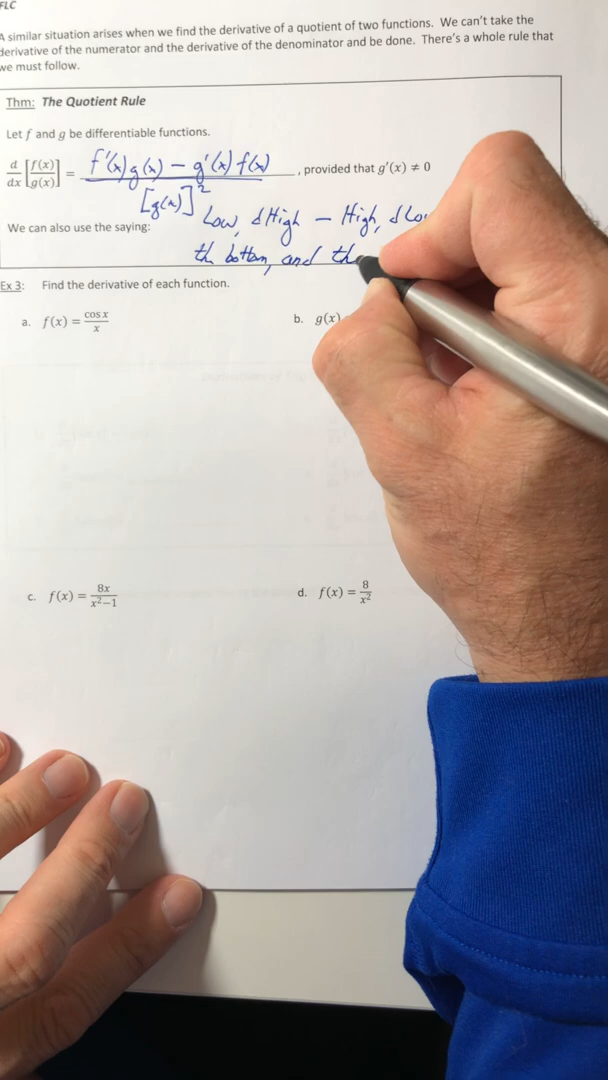 FLC
A similar situation arises when we find the derivative of a quotient of two functions. We can't take the
derivative of the numerator and the derivative of the denominator and be done. There's a whole rule that
we must follow.
Thm: The Quotient Rule
Let f and g be differentiable functions.
d/dx [f(x)/g(x)] = f'(x)g(x) – g'(x)f(x) / [g(x)]² , provided that g'(x) ≠ 0
We can also use the saying: Low, dHigh – High, dLo
th bottom, and th
Ex 3: Find the derivative of each function.
a. f(x) = cos x / x b. g(x)
c. f(x) = 8x / x²−1 d. f(x) = 8 / x²